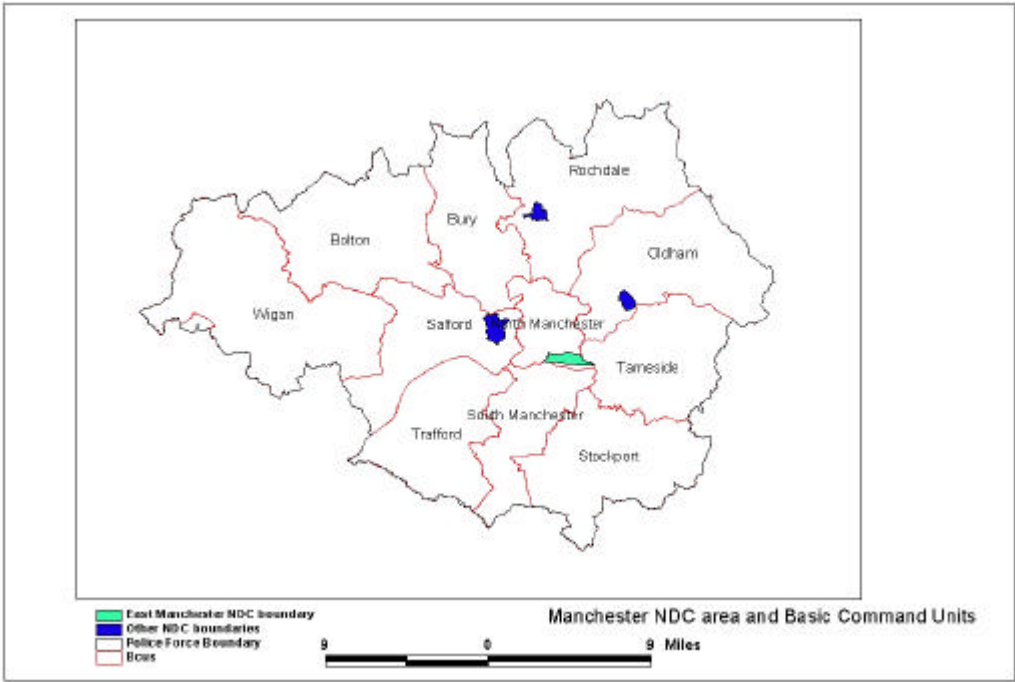 Rochdale
Bury
Bolton
Oldham
Wigan
Salford
North Manchester
Tameside
South Manchester
Trafford
Stockport
East Manchester NDC boundary
Other NDC boundaries
Police Force Boundary
Bcus
Manchester NDC area and Basic Command Units
9 0 9 Miles